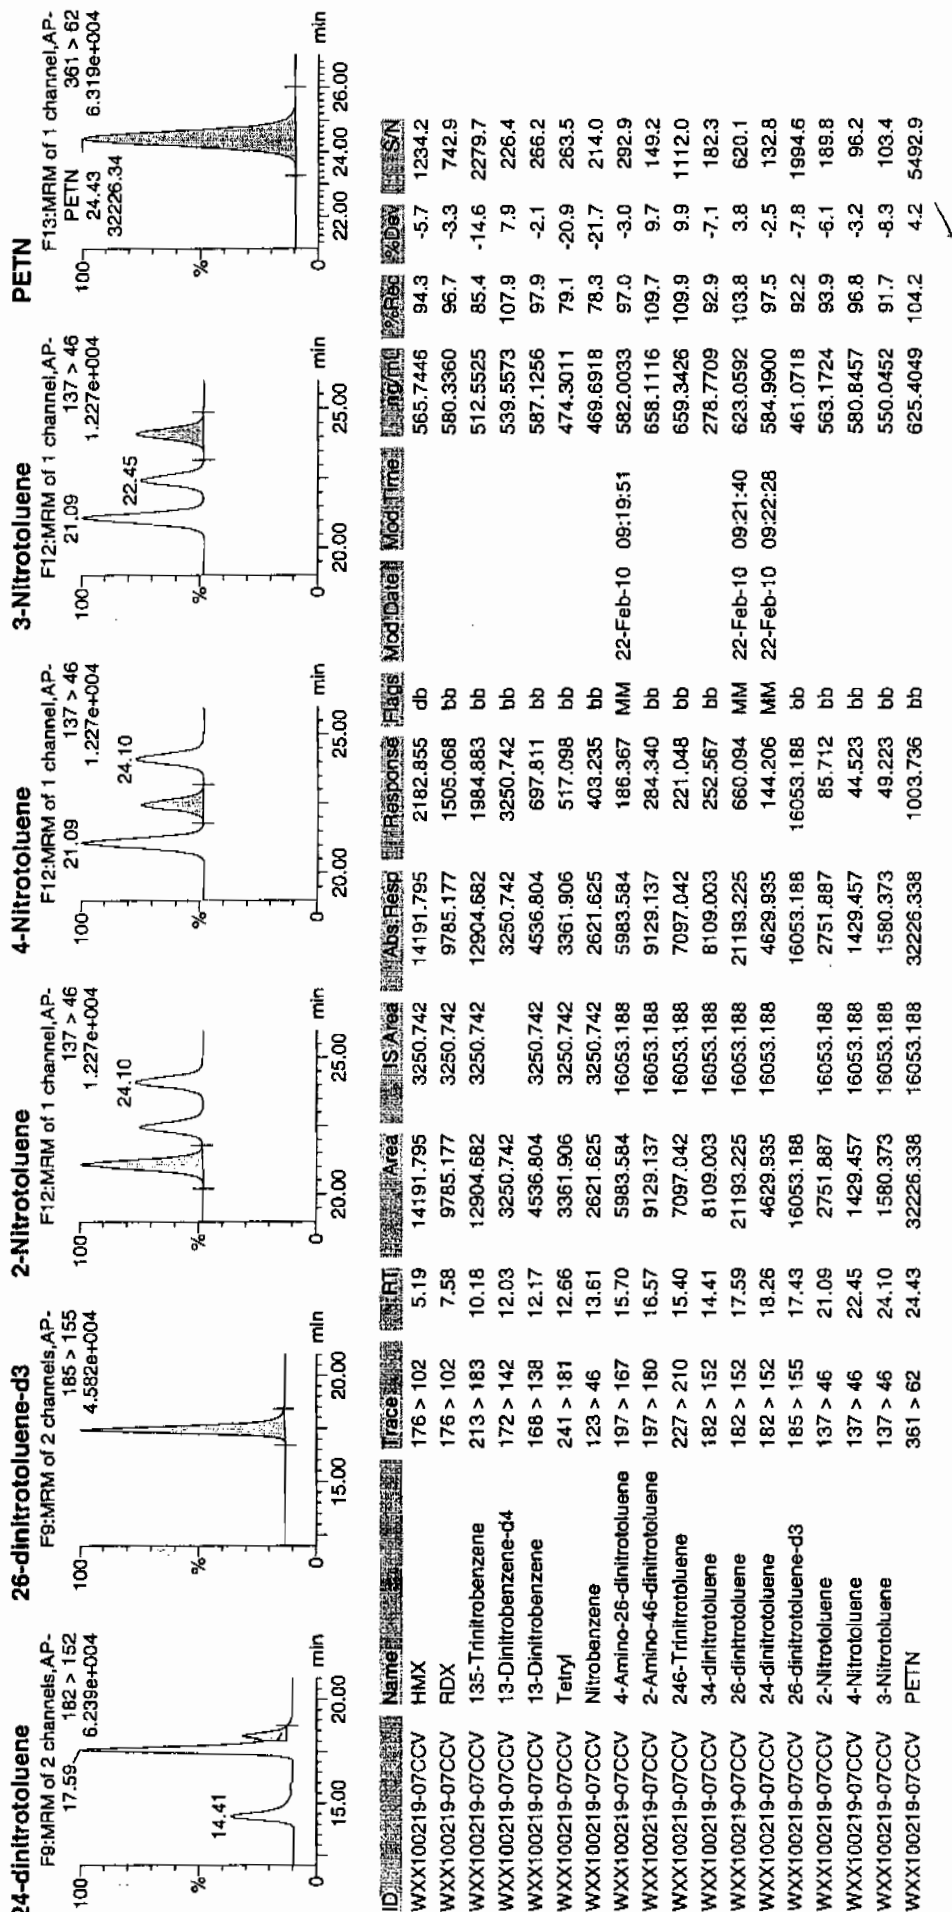 24-dinitrotoluene
F9:MRM of 2 channels,AP-
182 > 152
6.239e+004
17.59
14.41
100
%
0
15.00 20.00 min
26-dinitrotoluene-d3
F9:MRM of 2 channels,AP-
185 > 155
4.582e+004
100
%
0
15.00 20.00 min
2-Nitrotoluene
F12:MRM of 1 channel,AP-
137 > 46
1.227e+004
24.10
100
%
0
20.00 25.00 min
4-Nitrotoluene
F12:MRM of 1 channel,AP-
21.09 137 > 46
1.227e+004
24.10
100
%
0
20.00 25.00 min
3-Nitrotoluene
F12:MRM of 1 channel,AP-
21.09 137 > 46
1.227e+004
22.45
100
%
0
20.00 25.00 min
PETN
F13:MRM of 1 channel,AP-
PETN 361 > 62
24.43 6.319e+004
32226.34
100
%
0
22.00 24.00 26.00 min
ID Name Trace RT Area IS Area Abs.Resp Response Flags Mod.Date Mod.Time ng/ml %Rec %Dev S/N
WXX100219-07CCV HMX 176 > 102 5.19 14191.795 3250.742 14191.795 2182.855 db 565.7446 94.3 -5.7 1234.2
WXX100219-07CCV RDX 176 > 102 7.58 9785.177 3250.742 9785.177 1505.068 bb 580.3360 96.7 -3.3 742.9
WXX100219-07CCV 135-Trinitrobenzene 213 > 183 10.18 12904.682 3250.742 12904.682 1984.883 bb 512.5525 85.4 -14.6 2279.7
WXX100219-07CCV 13-Dinitrobenzene-d4 172 > 142 12.03 3250.742 3250.742 3250.742 bb 539.5573 107.9 7.9 226.4
WXX100219-07CCV 13-Dinitrobenzene 168 > 138 12.17 4536.804 3250.742 4536.804 697.811 bb 587.1256 97.9 -2.1 266.2
WXX100219-07CCV Tetryl 241 > 181 12.66 3361.906 3250.742 3361.906 517.098 bb 474.3011 79.1 -20.9 263.5
WXX100219-07CCV Nitrobenzene 123 > 46 13.61 2621.625 3250.742 2621.625 403.235 bb 469.6918 78.3 -21.7 214.0
WXX100219-07CCV 4-Amino-26-dinitrotoluene 197 > 167 15.70 5983.584 16053.188 5983.584 186.367 MM 22-Feb-10 09:19:51 582.0033 97.0 -3.0 292.9
WXX100219-07CCV 2-Amino-46-dinitrotoluene 197 > 180 16.57 9129.137 16053.188 9129.137 284.340 bb 658.1116 109.7 9.7 149.2
WXX100219-07CCV 246-Trinitrotoluene 227 > 210 15.40 7097.042 16053.188 7097.042 221.048 bb 659.3426 109.9 9.9 1112.0
WXX100219-07CCV 34-dinitrotoluene 182 > 152 14.41 8109.003 16053.188 8109.003 252.567 bb 278.7709 92.9 -7.1 182.3
WXX100219-07CCV 26-dinitrotoluene 182 > 152 17.59 21193.225 16053.188 21193.225 660.094 MM 22-Feb-10 09:21:40 623.0592 103.8 3.8 620.1
WXX100219-07CCV 24-dinitrotoluene 182 > 152 18.26 4629.935 16053.188 4629.935 144.206 MM 22-Feb-10 09:22:28 584.9900 97.5 -2.5 132.8
WXX100219-07CCV 26-dinitrotoluene-d3 185 > 155 17.43 16053.188 16053.188 16053.188 bb 461.0718 92.2 -7.8 1994.6
WXX100219-07CCV 2-Nitrotoluene 137 > 46 21.09 2751.887 16053.188 2751.887 85.712 bb 563.1724 93.9 -6.1 189.8
WXX100219-07CCV 4-Nitrotoluene 137 > 46 22.45 1429.457 16053.188 1429.457 44.523 bb 580.8457 96.8 -3.2 96.2
WXX100219-07CCV 3-Nitrotoluene 137 > 46 24.10 1580.373 16053.188 1580.373 49.223 bb 550.0452 91.7 -8.3 103.4
WXX100219-07CCV PETN 361 > 62 24.43 32226.338 16053.188 32226.338 1003.736 bb 625.4049 104.2 4.2 5492.9